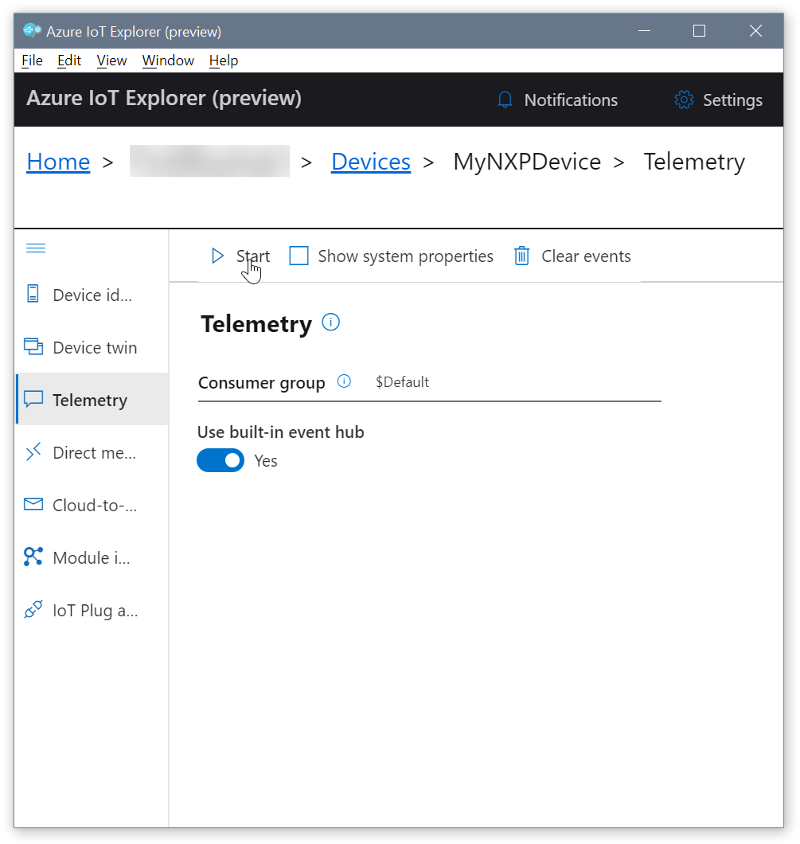 Azure IoT Explorer (preview)
File Edit View Window Help
Azure IoT Explorer (preview) Notifications Settings
Home > > Devices > MyNXPDevice > Telemetry
Start Show system properties Clear events
Device id...
Device twin
Telemetry
Direct me...
Cloud-to-...
Module i...
IoT Plug a...
Telemetry
Consumer group $Default
Use built-in event hub
Yes